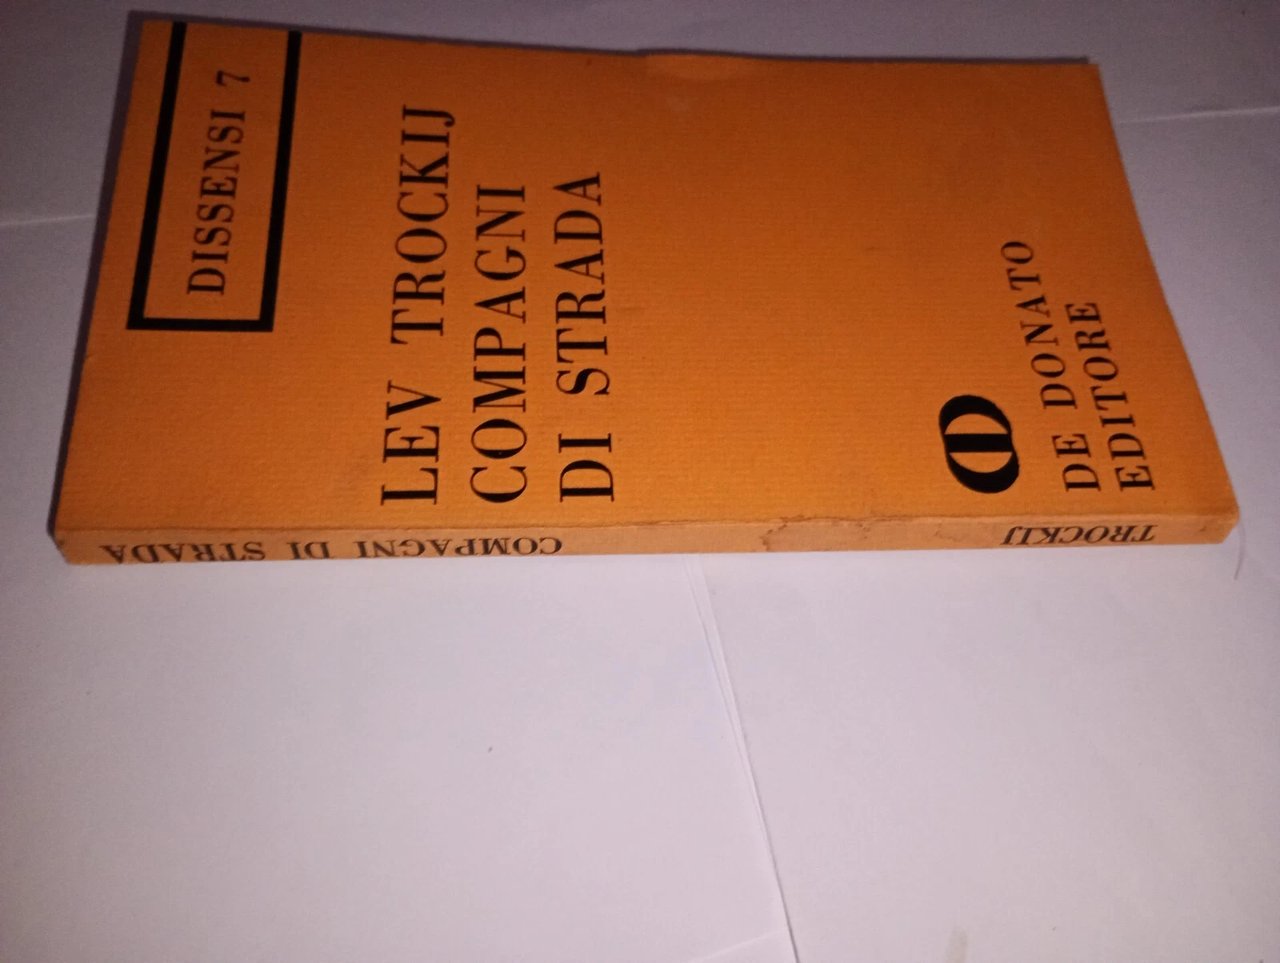 DISSENSI 7
LEV TROCKIJ
COMPAGNI
DI STRADA
DE DONATO
EDITORE
TROCKIJ
COMPAGNI DI STRADA